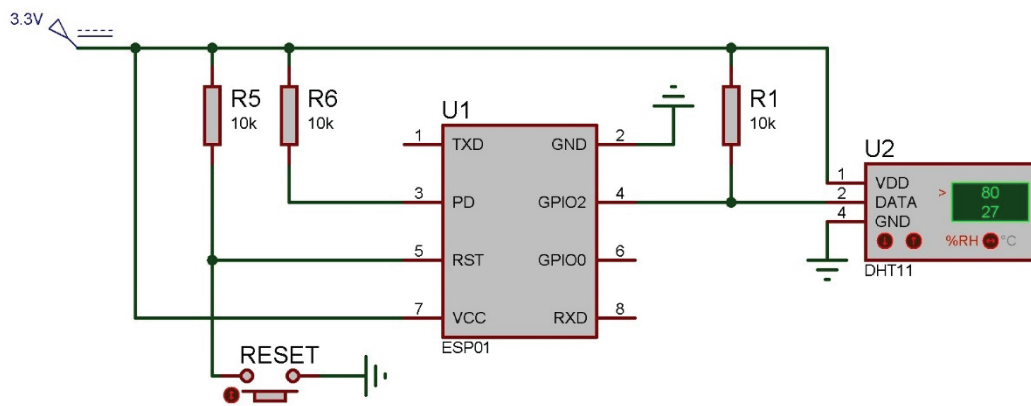 3.3V
R5
10k
R6
10k
U1
1
TXD
GND
2
3
PD
GPIO2
4
5
RST
GPIO0
6
7
VCC
RXD
8
ESP01
R1
10k
U2
1
VDD
2
DATA
4
GND
>
80
27
%RH
°C
DHT11
RESET